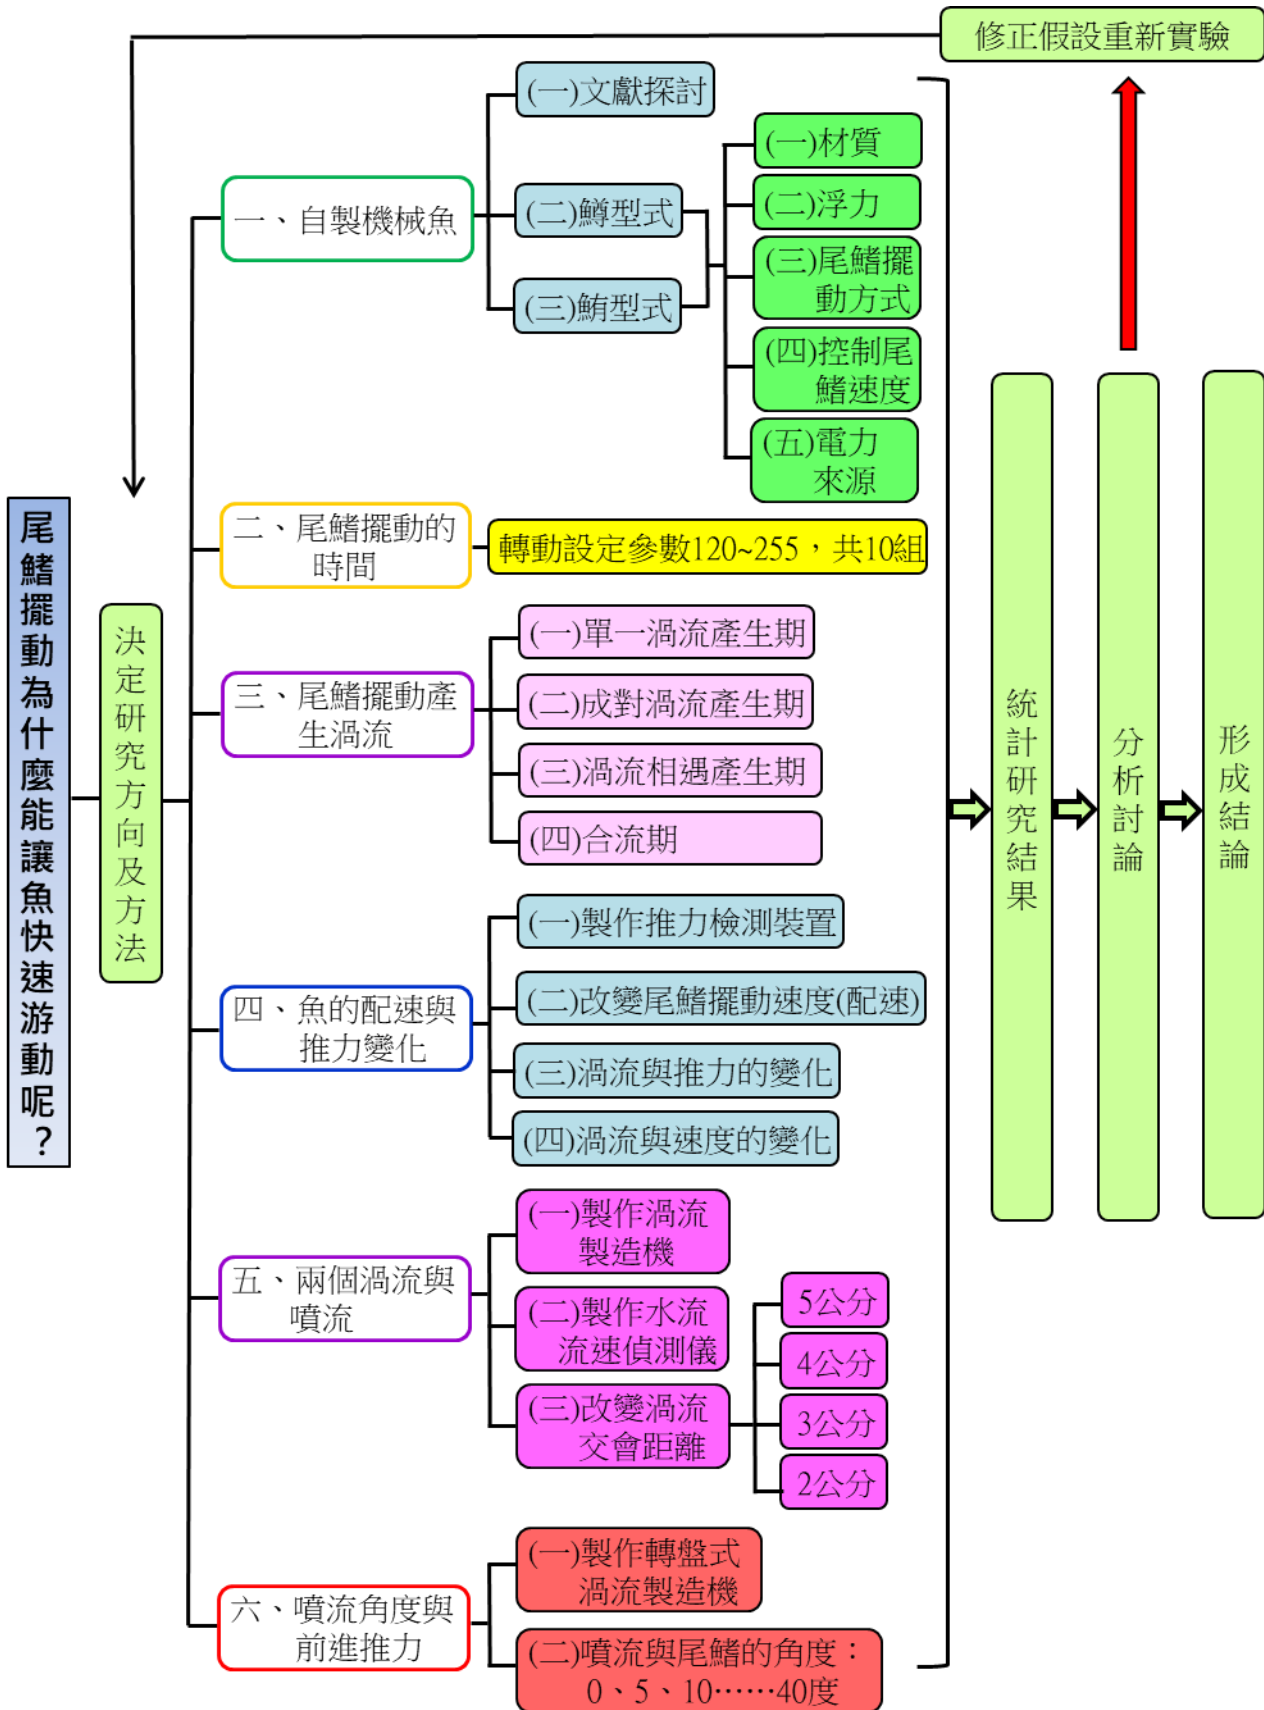 修正假設重新實驗
尾鰭擺動為什麼能讓魚快速游動呢？
決定研究方向及方法
一、自製機械魚
(一)文獻探討
(二)鱒型式
(三)鮪型式
(一)材質
(二)浮力
(三)尾鰭擺
動方式
(四)控制尾
鰭速度
(五)電力
來源
二、尾鰭擺動的
時間
轉動設定參數120~255，共10組
三、尾鰭擺動產
生渦流
(一)單一渦流產生期
(二)成對渦流產生期
(三)渦流相遇產生期
(四)合流期
四、魚的配速與
推力變化
(一)製作推力檢測裝置
(二)改變尾鰭擺動速度(配速)
(三)渦流與推力的變化
(四)渦流與速度的變化
五、兩個渦流與
噴流
(一)製作渦流
製造機
(二)製作水流
流速偵測儀
(三)改變渦流
交會距離
5公分
4公分
3公分
2公分
六、噴流角度與
前進推力
(一)製作轉盤式
渦流製造機
(二)噴流與尾鰭的角度：
0、5、10……40度
統計研究結果
分析討論
形成結論